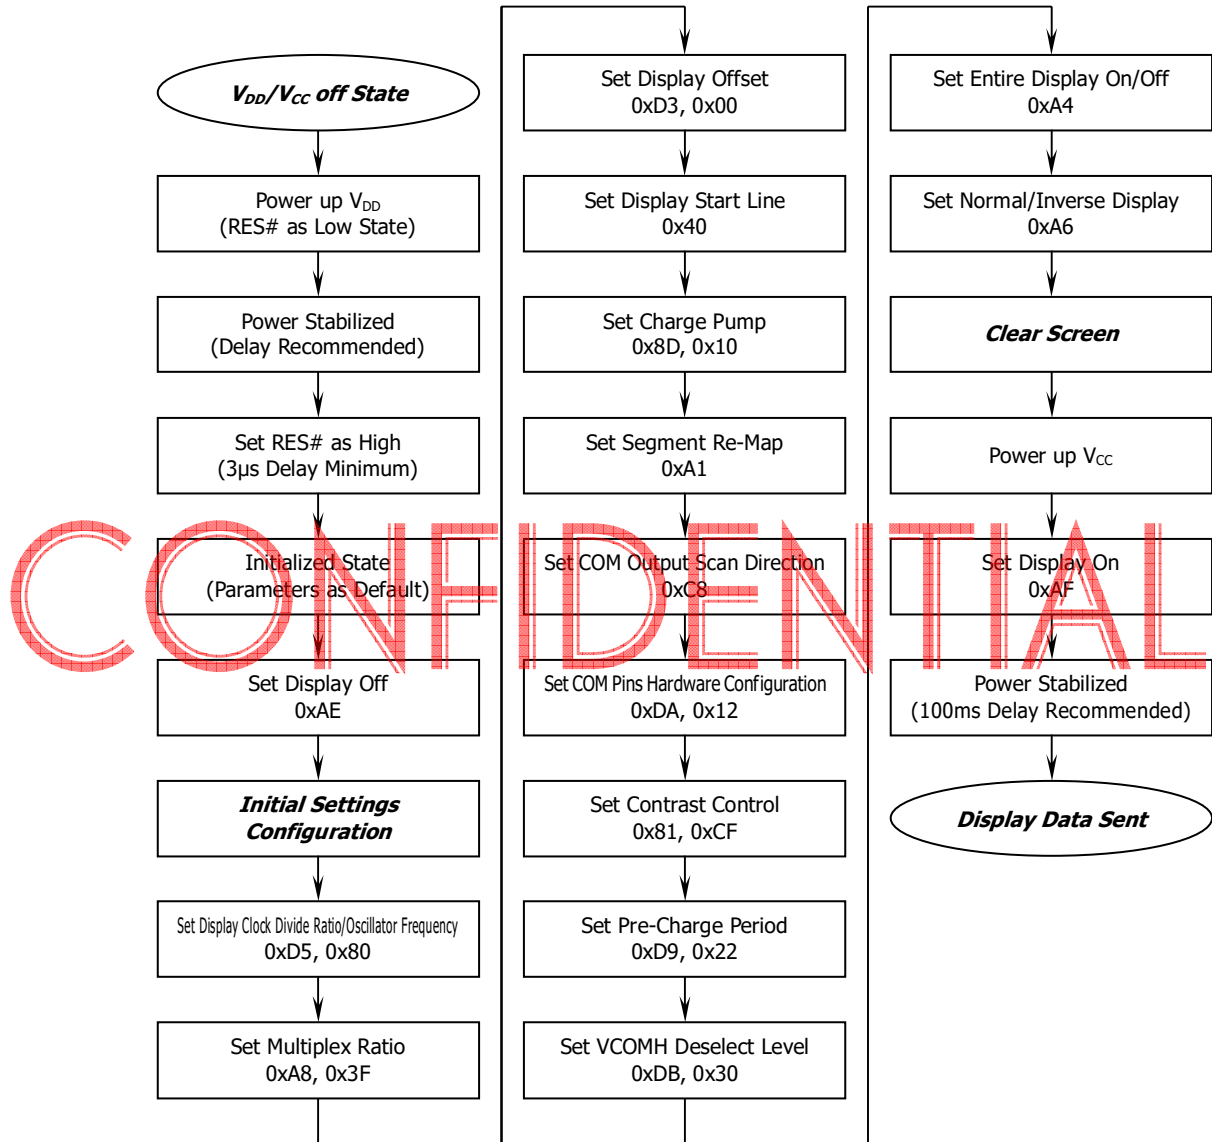 V_DD/V_CC off State
Power up V_DD
(RES# as Low State)
Power Stabilized
(Delay Recommended)
Set RES# as High
(3μs Delay Minimum)
Initialized State
(Parameters as Default)
Set Display Off
0xAE
Initial Settings
Configuration
Set Display Clock Divide Ratio/Oscillator Frequency
0xD5, 0x80
Set Multiplex Ratio
0xA8, 0x3F
Set Display Offset
0xD3, 0x00
Set Display Start Line
0x40
Set Charge Pump
0x8D, 0x10
Set Segment Re-Map
0xA1
Set COM Output Scan Direction
0xC8
Set COM Pins Hardware Configuration
0xDA, 0x12
Set Contrast Control
0x81, 0xCF
Set Pre-Charge Period
0xD9, 0x22
Set VCOMH Deselect Level
0xDB, 0x30
Set Entire Display On/Off
0xA4
Set Normal/Inverse Display
0xA6
Clear Screen
Power up V_CC
Set Display On
0xAF
Power Stabilized
(100ms Delay Recommended)
Display Data Sent
CONFIDENTIAL